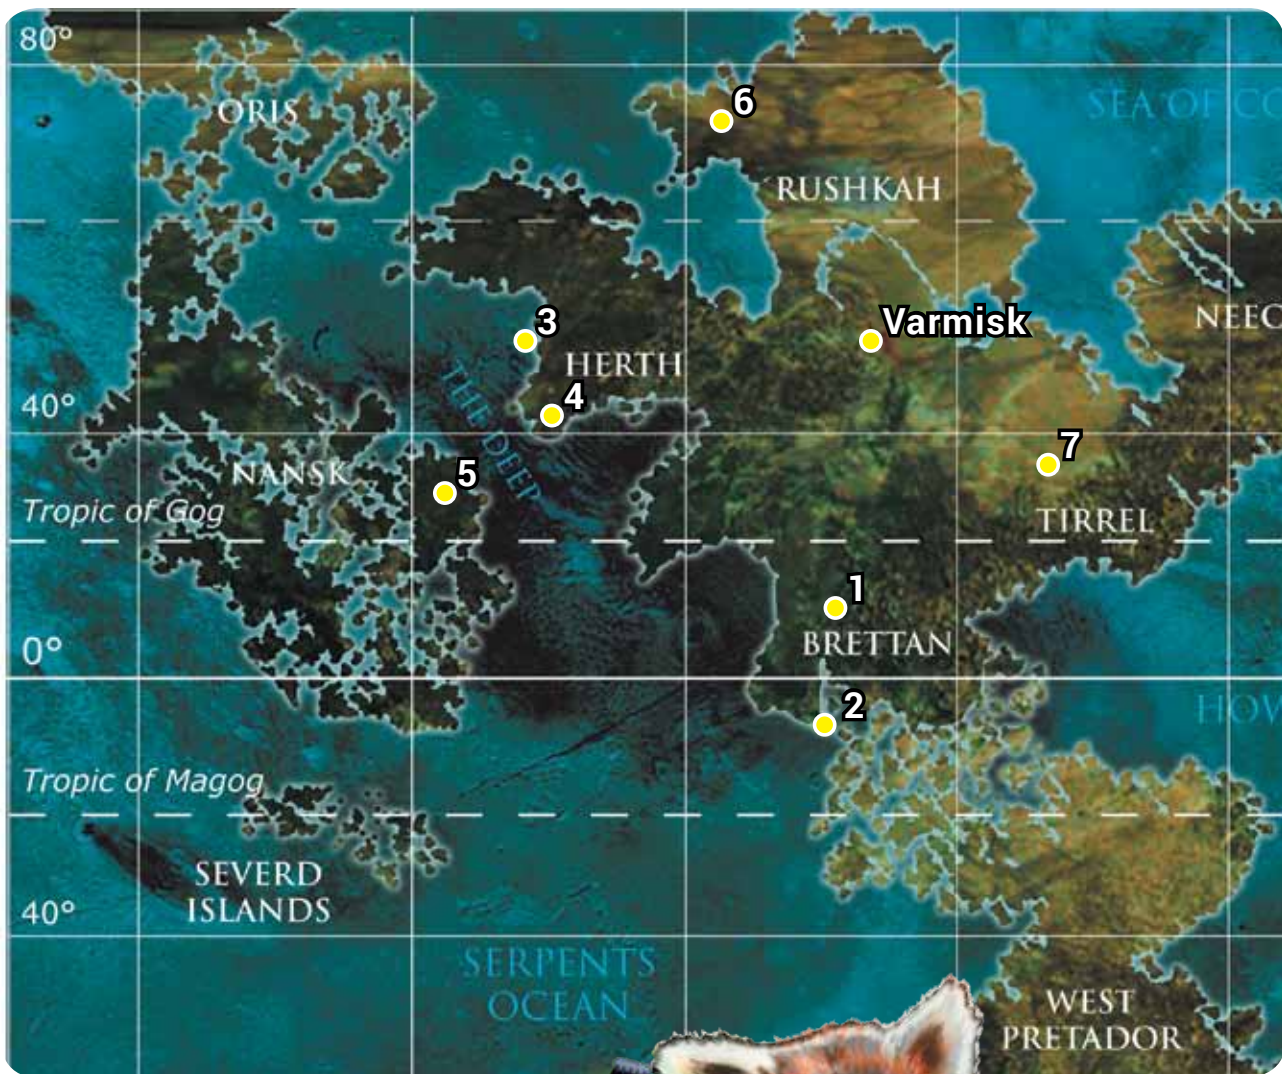 80°
ORIS
6
SEA OF CO
RUSHKAH
Varmisk
NEEC
3
HERTH
4
40°
THE DEEP
NANSK
5
7
Tropic of Gog
TIRREL
1
BRETTAN
0°
2
HOW
Tropic of Magog
SEVERD
ISLANDS
40°
SERPENTS
OCEAN
WEST
PRETADOR